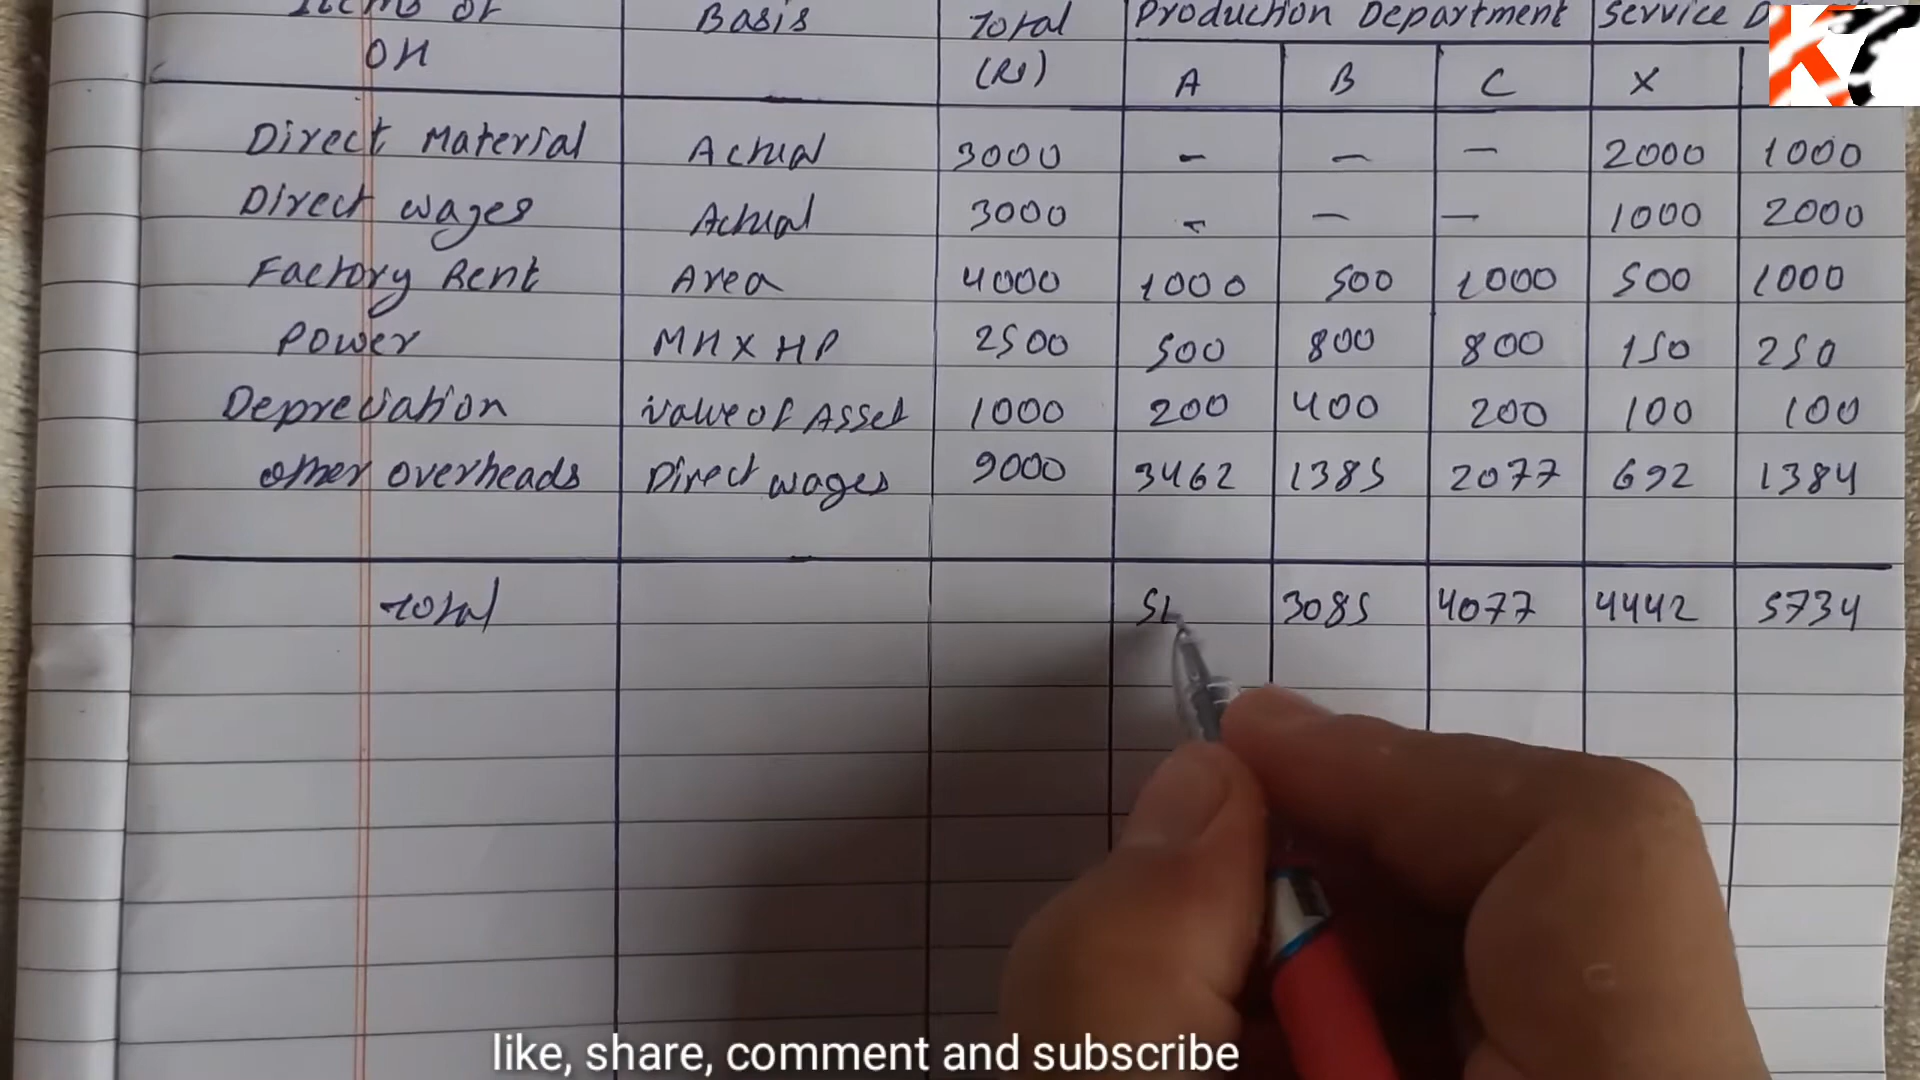 Items of Basis Total Production Department Service
OH (Rs) A B C X
Direct Material Actual 3000 - - - 2000 1000
Direct wages Actual 3000 - - - 1000 2000
Factory Rent Area 4000 1000 500 1000 500 1000
Power MH X HP 2500 500 800 800 150 250
Depreciation value of Asset 1000 200 400 200 100 100
other overheads Direct wages 9000 3462 1385 2077 692 1384
Total 51 3085 4077 4442 5734
like, share, comment and subscribe